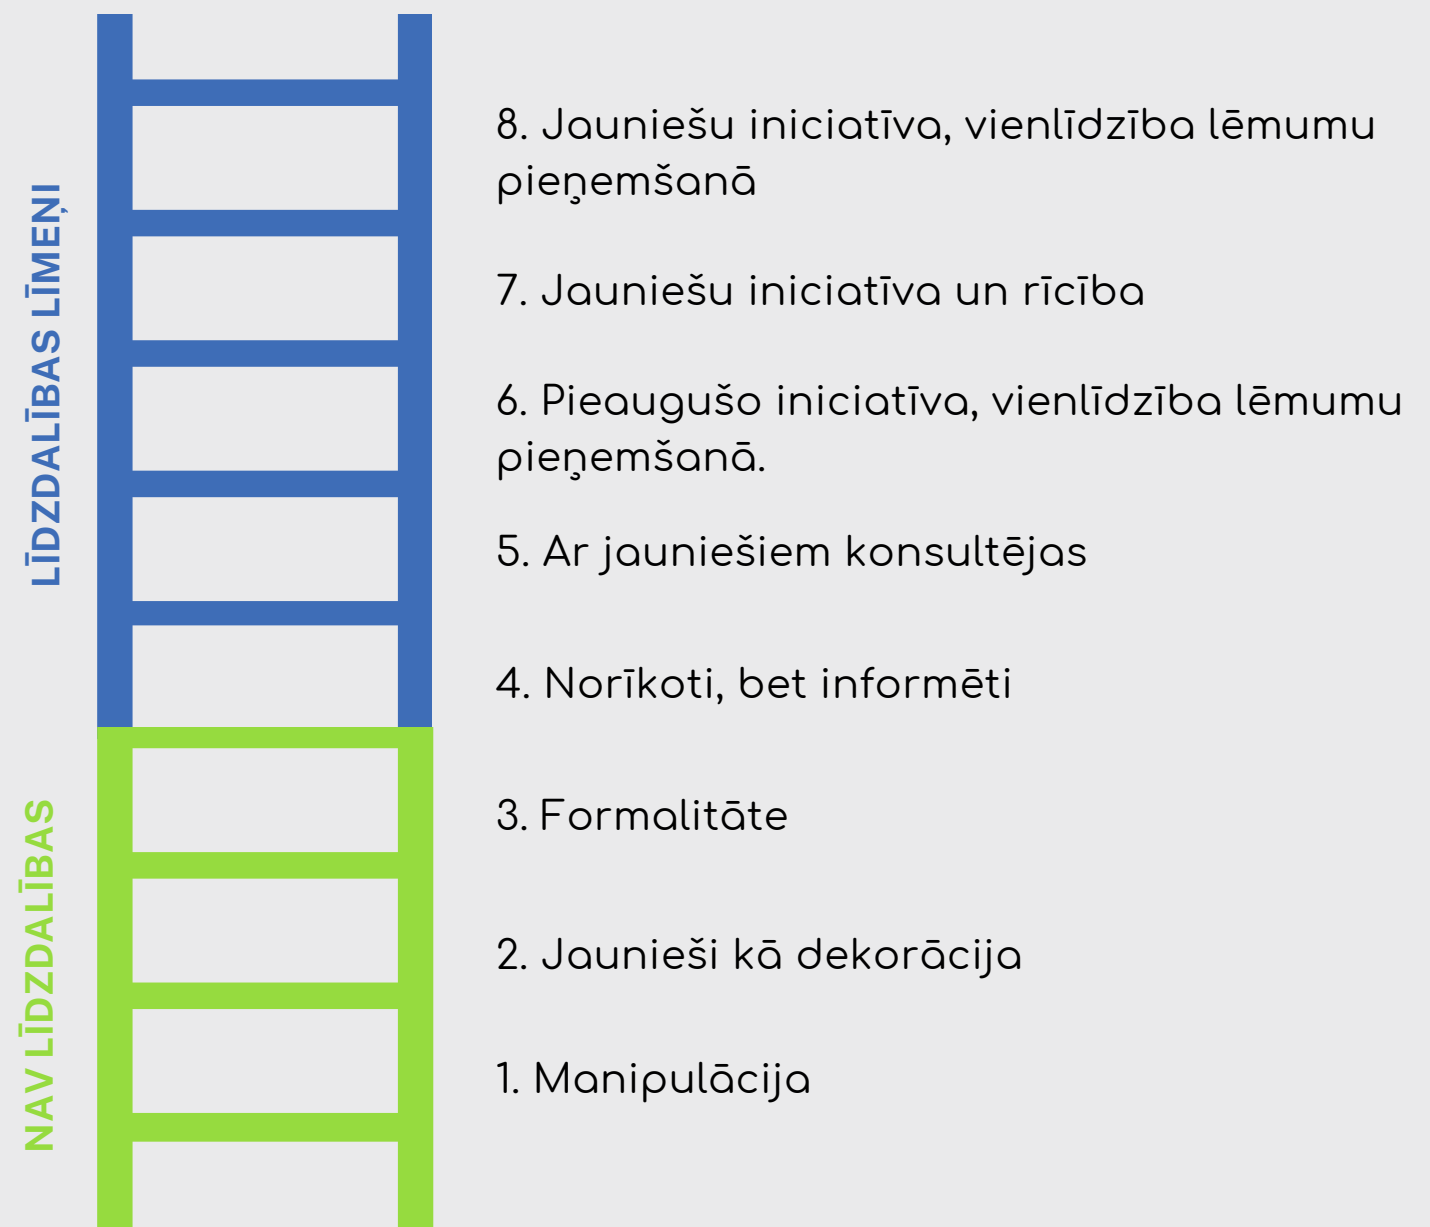 LĪDZDALĪBAS LĪMEŅI
8. Jauniešu iniciatīva, vienlīdzība lēmumu
pieņemšanā
7. Jauniešu iniciatīva un rīcība
6. Pieaugušo iniciatīva, vienlīdzība lēmumu
pieņemšanā.
5. Ar jauniešiem konsultējas
4. Norīkoti, bet informēti
NAV LĪDZDALĪBAS
3. Formalitāte
2. Jaunieši kā dekorācija
1. Manipulācija